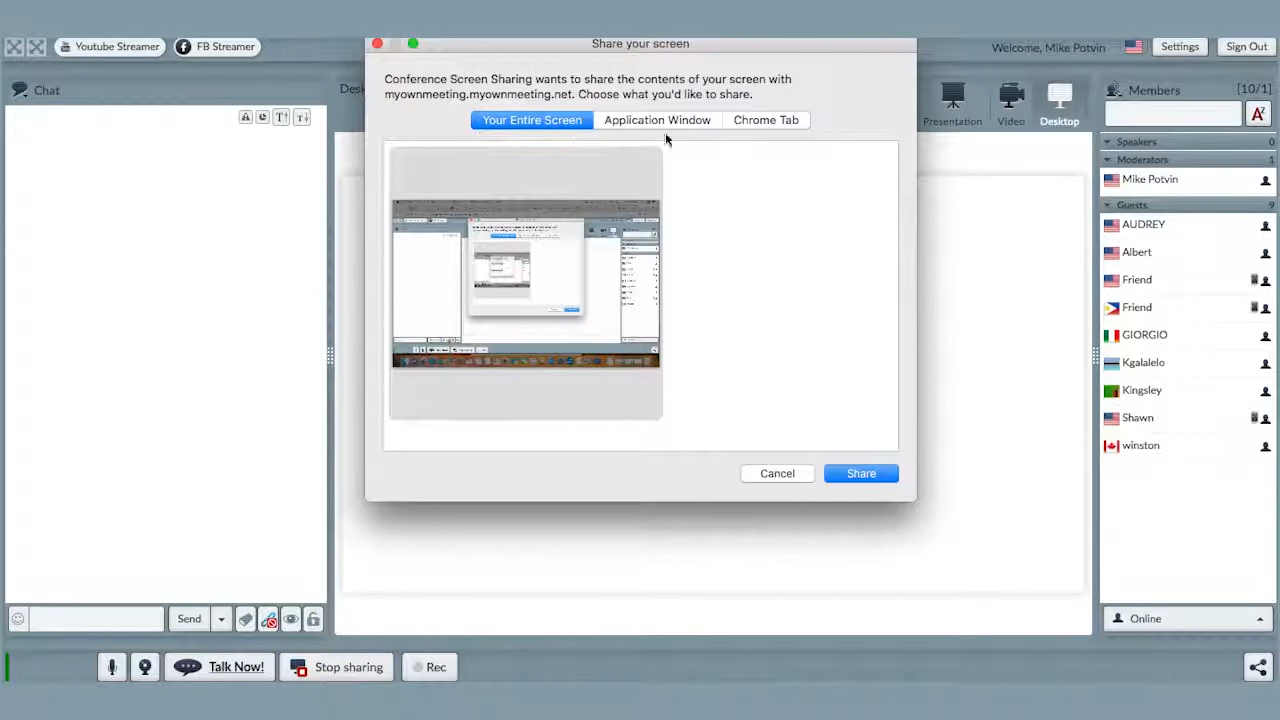 Youtube Streamer
FB Streamer
Share your screen
Welcome, Mike Potvin
Settings
Sign Out
Chat
Desk
Conference Screen Sharing wants to share the contents of your screen with
myownmeeting.myownmeeting.net. Choose what you'd like to share.
Your Entire Screen
Application Window
Chrome Tab
Presentation
Video
Desktop
Members
[10/1]
Speakers 0
Moderators 1
Mike Potvin
Guests 9
AUDREY
Albert
Friend
Friend
GIORGIO
Kgalalelo
Kingsley
Shawn
winston
Cancel
Share
Send
Online
Talk Now!
Stop sharing
Rec